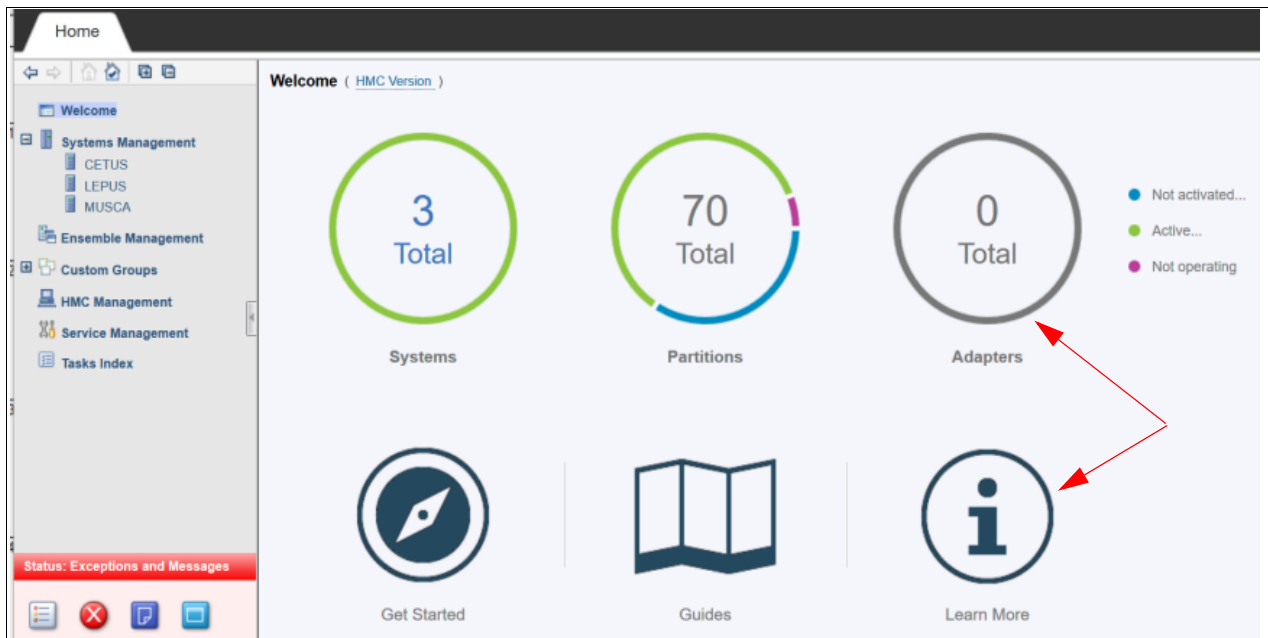 Home
Welcome ( HMC Version )
Welcome
Systems Management
CETUS
LEPUS
MUSCA
Ensemble Management
Custom Groups
HMC Management
Service Management
Tasks Index
3
Total
Systems
70
Total
Partitions
0
Total
Adapters
Not activated...
Active...
Not operating
Get Started
Guides
Learn More
Status: Exceptions and Messages